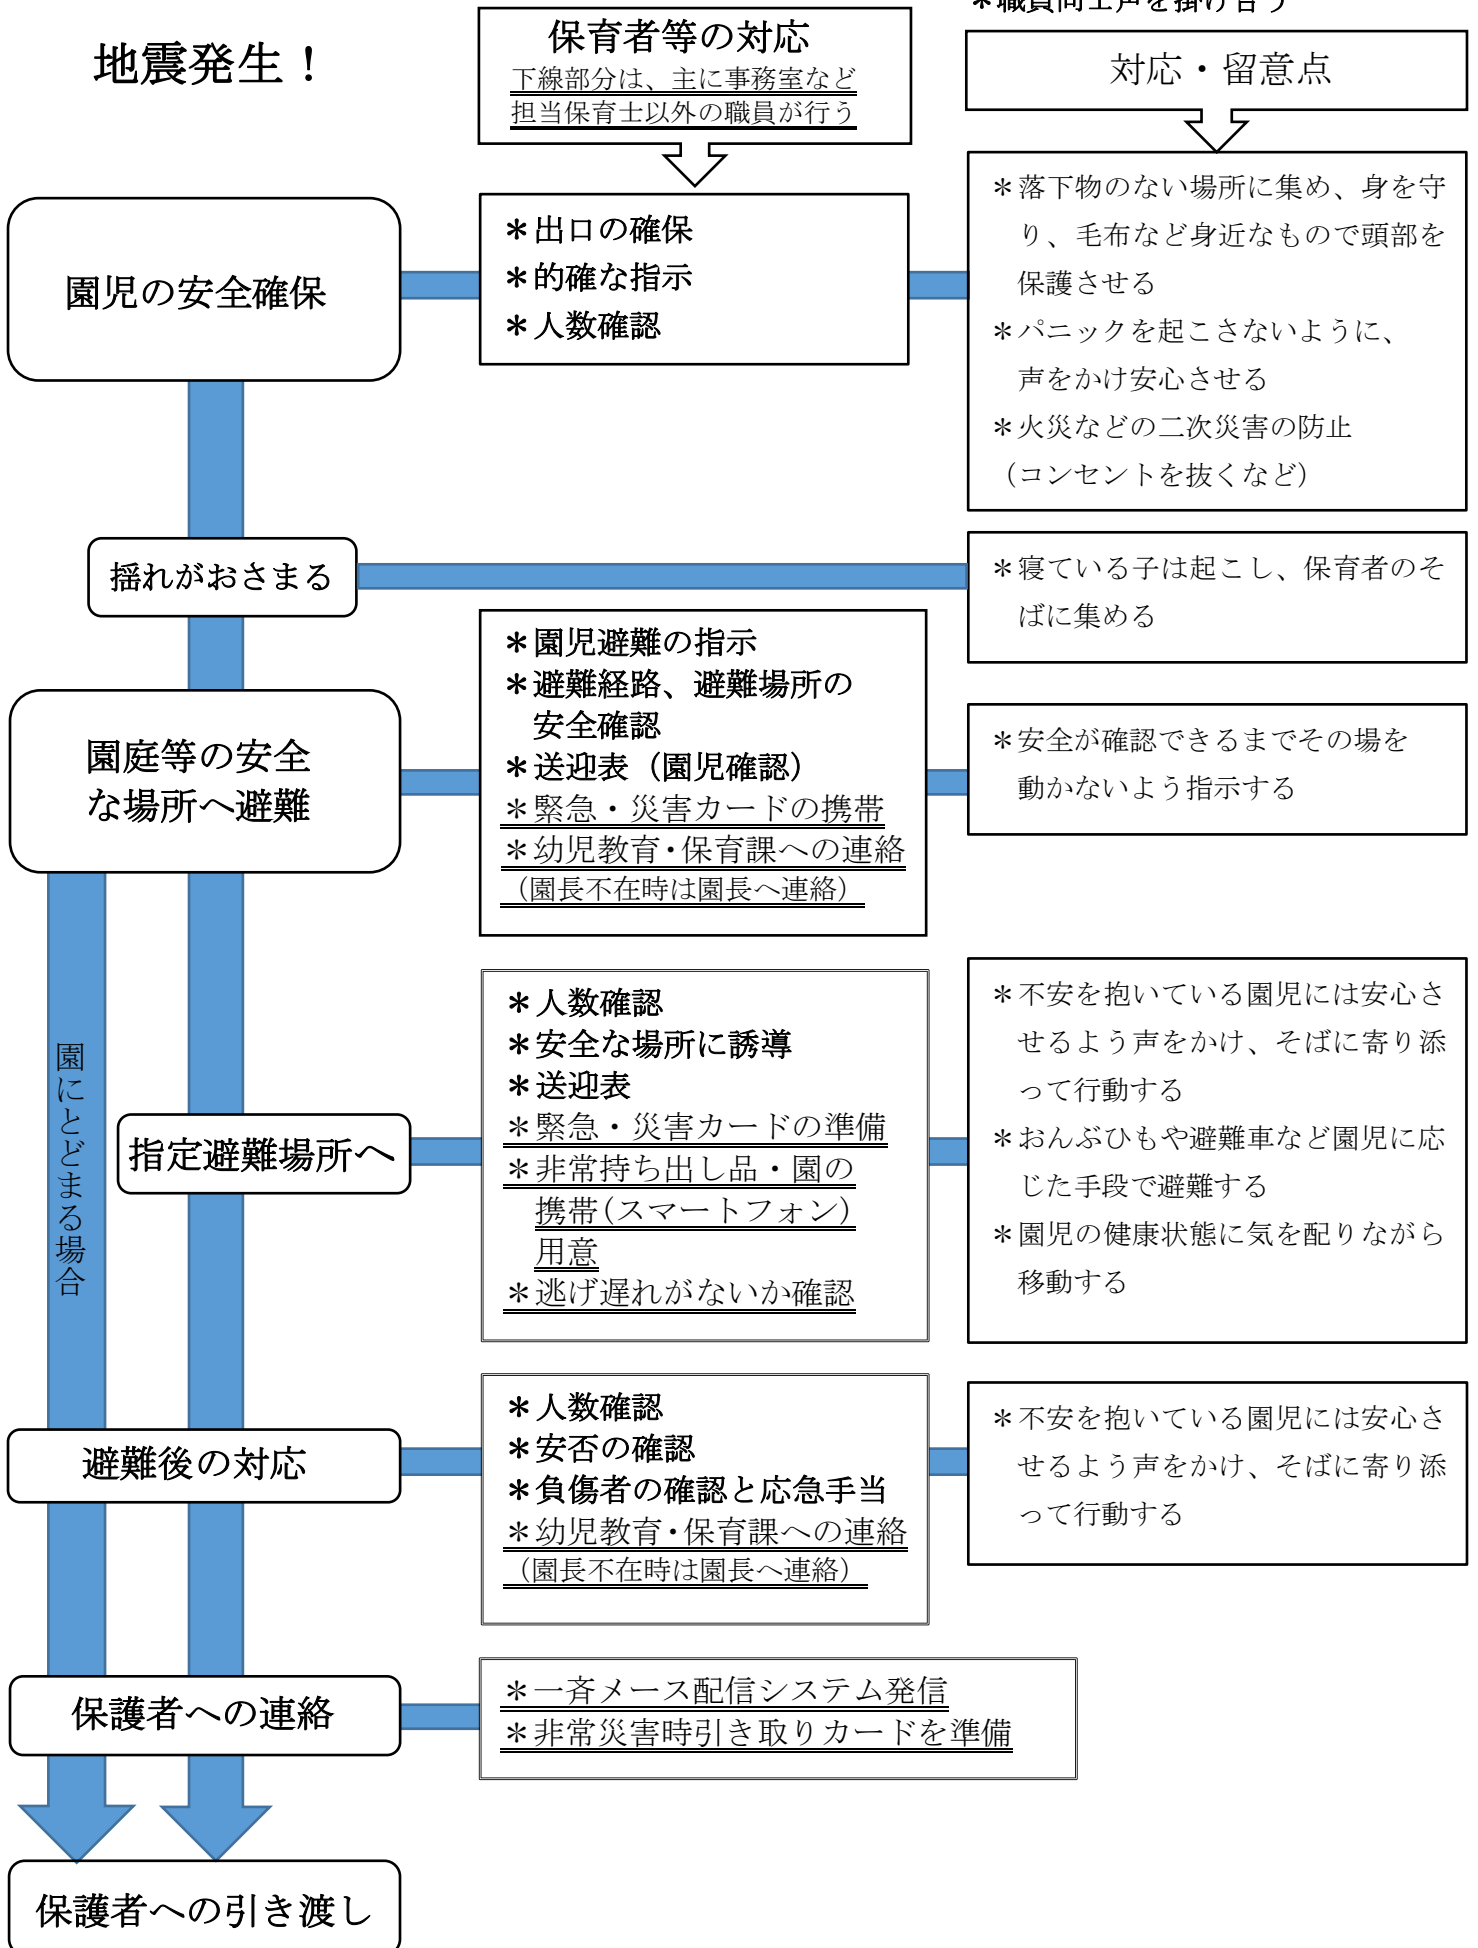 ＊職員同士声を掛け合う
地震発生！
保育者等の対応
下線部分は、主に事務室など
担当保育士以外の職員が行う
対応・留意点
園児の安全確保
＊出口の確保
＊的確な指示
＊人数確認
＊落下物のない場所に集め、身を守
り、毛布など身近なもので頭部を
保護させる
＊パニックを起こさないように、
声をかけ安心させる
＊火災などの二次災害の防止
（コンセントを抜くなど）
揺れがおさまる
＊寝ている子は起こし、保育者のそ
ばに集める
園庭等の安全
な場所へ避難
＊園児避難の指示
＊避難経路、避難場所の
安全確認
＊送迎表（園児確認）
＊緊急・災害カードの携帯
＊幼児教育・保育課への連絡
（園長不在時は園長へ連絡）
＊安全が確認できるまでその場を
動かないよう指示する
園にとどまる場合
指定避難場所へ
＊人数確認
＊安全な場所に誘導
＊送迎表
＊緊急・災害カードの準備
＊非常持ち出し品・園の
携帯(スマートフォン)
用意
＊逃げ遅れがないか確認
＊不安を抱いている園児には安心さ
せるよう声をかけ、そばに寄り添
って行動する
＊おんぶひもや避難車など園児に応
じた手段で避難する
＊園児の健康状態に気を配りながら
移動する
避難後の対応
＊人数確認
＊安否の確認
＊負傷者の確認と応急手当
＊幼児教育・保育課への連絡
（園長不在時は園長へ連絡）
＊不安を抱いている園児には安心さ
せるよう声をかけ、そばに寄り添
って行動する
保護者への連絡
＊一斉メース配信システム発信
＊非常災害時引き取りカードを準備
保護者への引き渡し